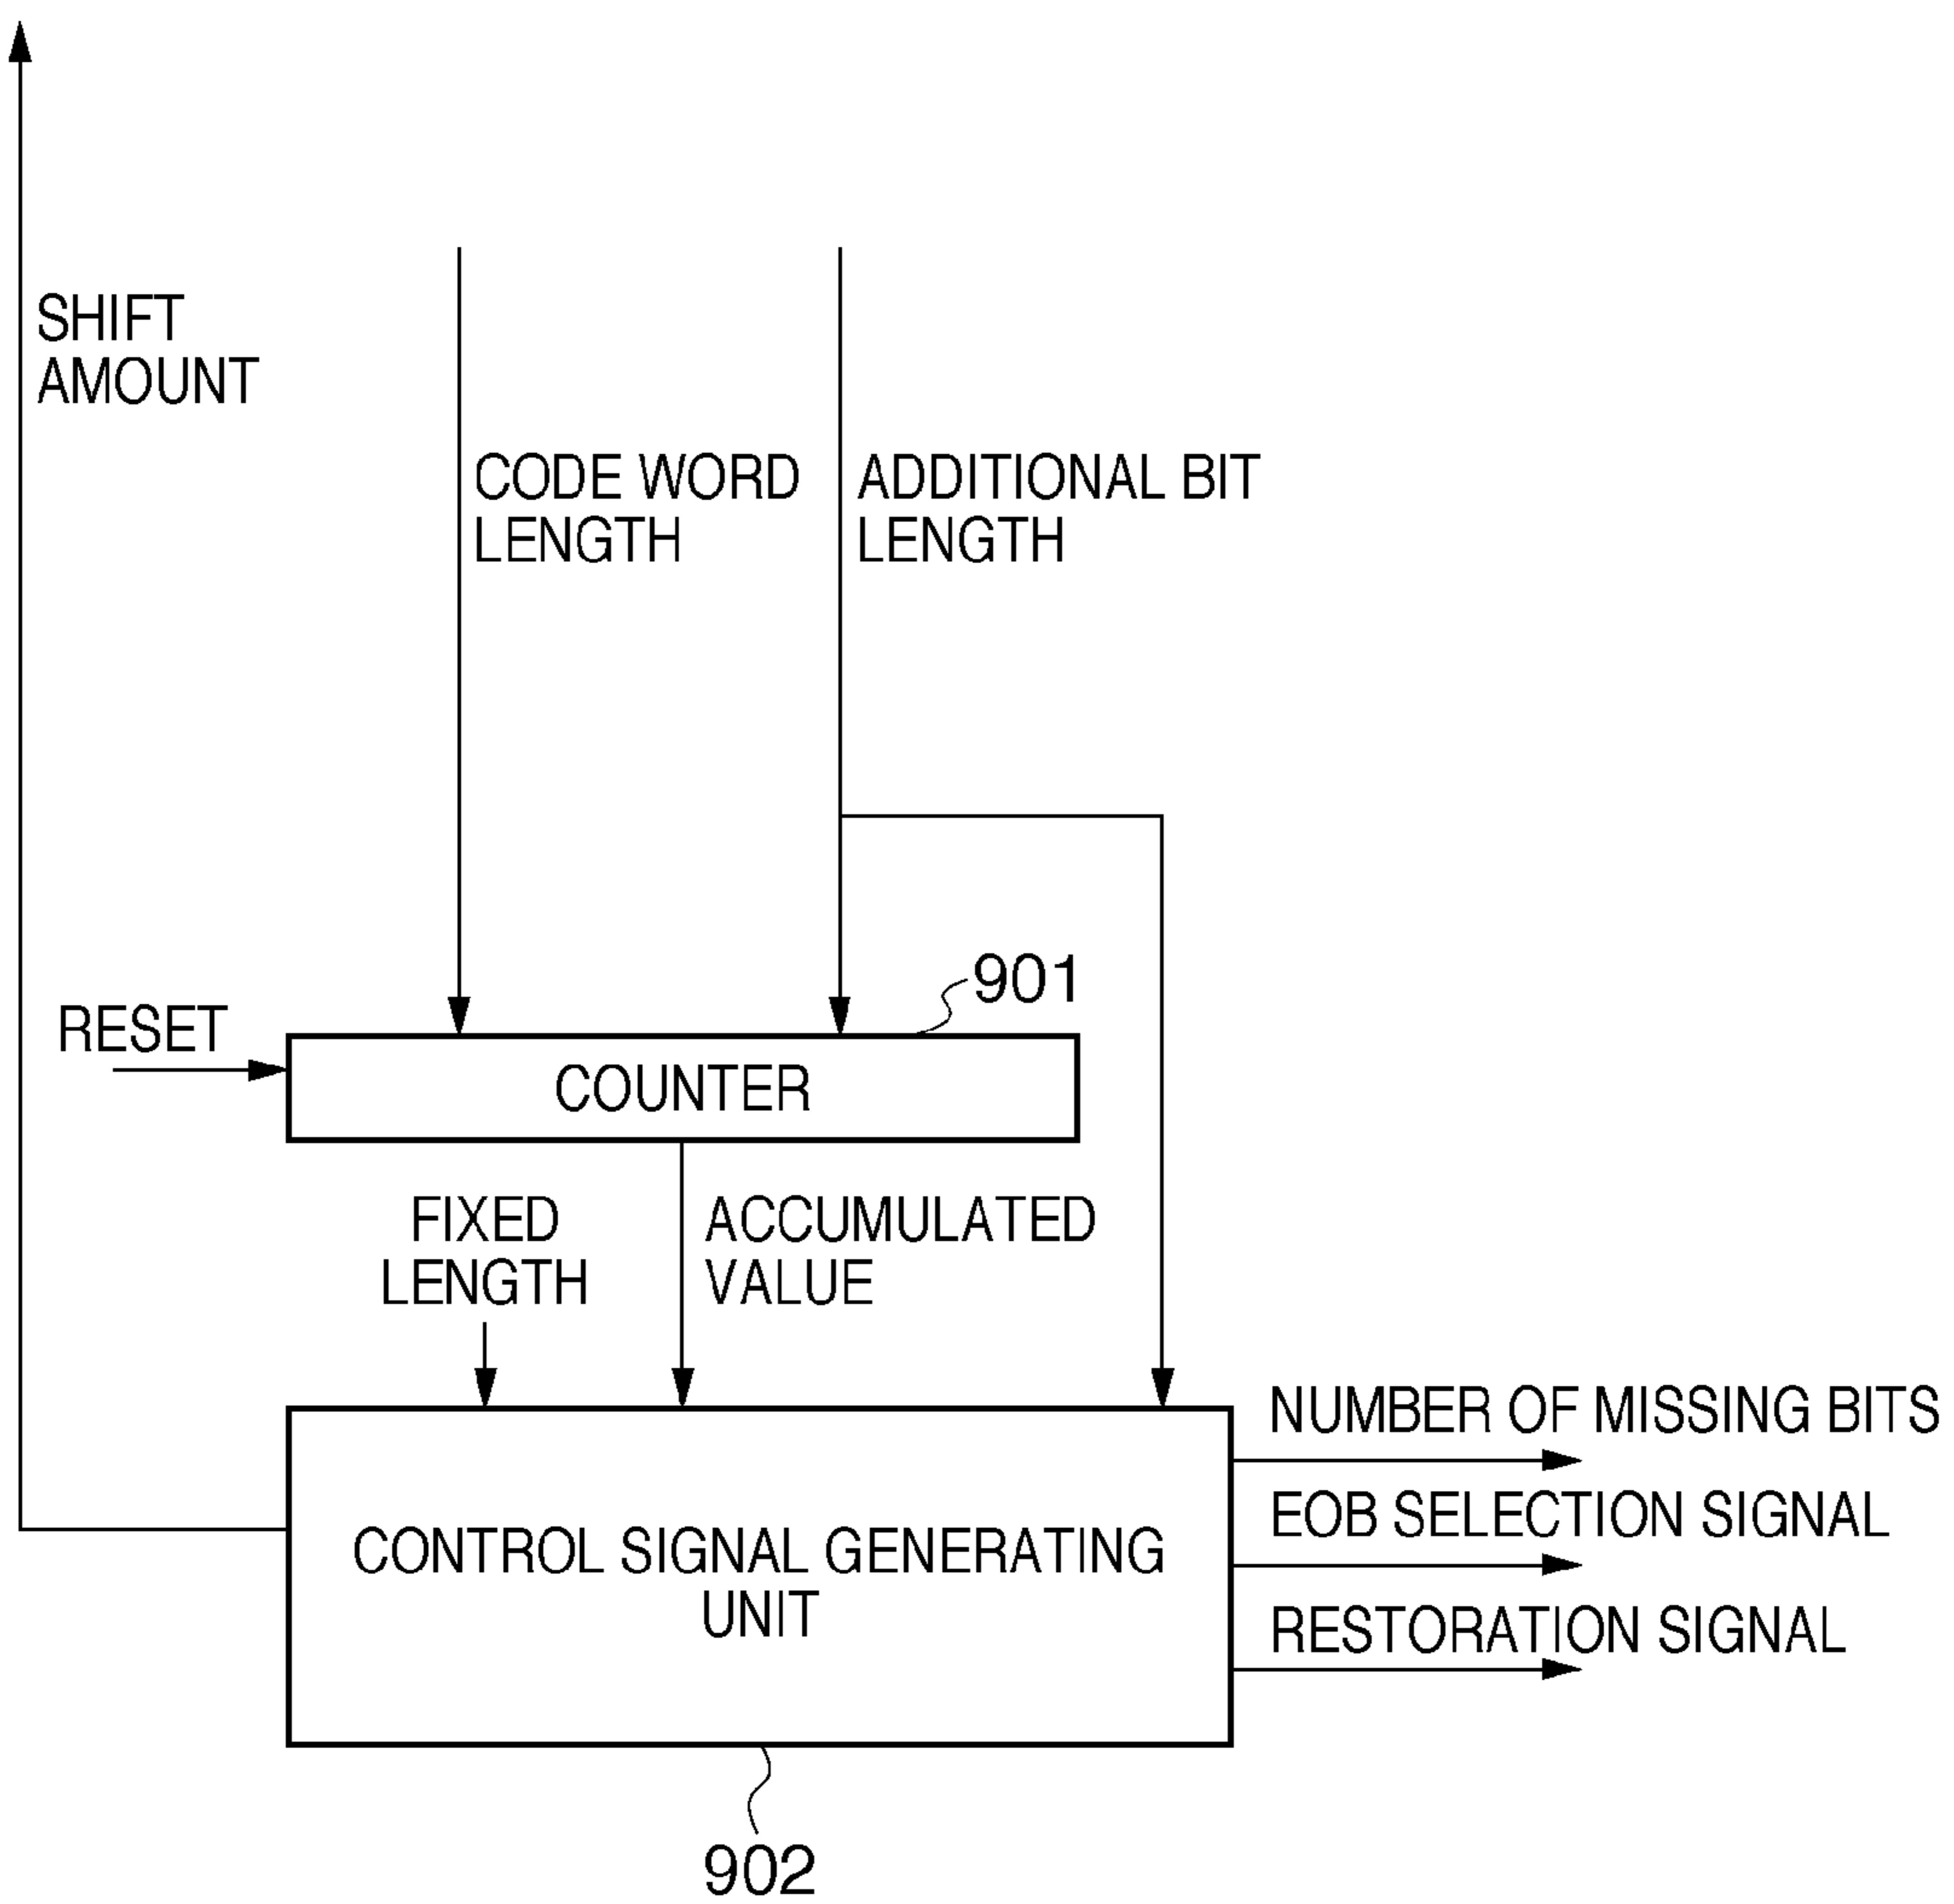 SHIFT
AMOUNT
CODE WORD
LENGTH
ADDITIONAL BIT
LENGTH
901
RESET
COUNTER
FIXED
LENGTH
ACCUMULATED
VALUE
NUMBER OF MISSING BITS
EOB SELECTION SIGNAL
CONTROL SIGNAL GENERATING
UNIT
RESTORATION SIGNAL
902